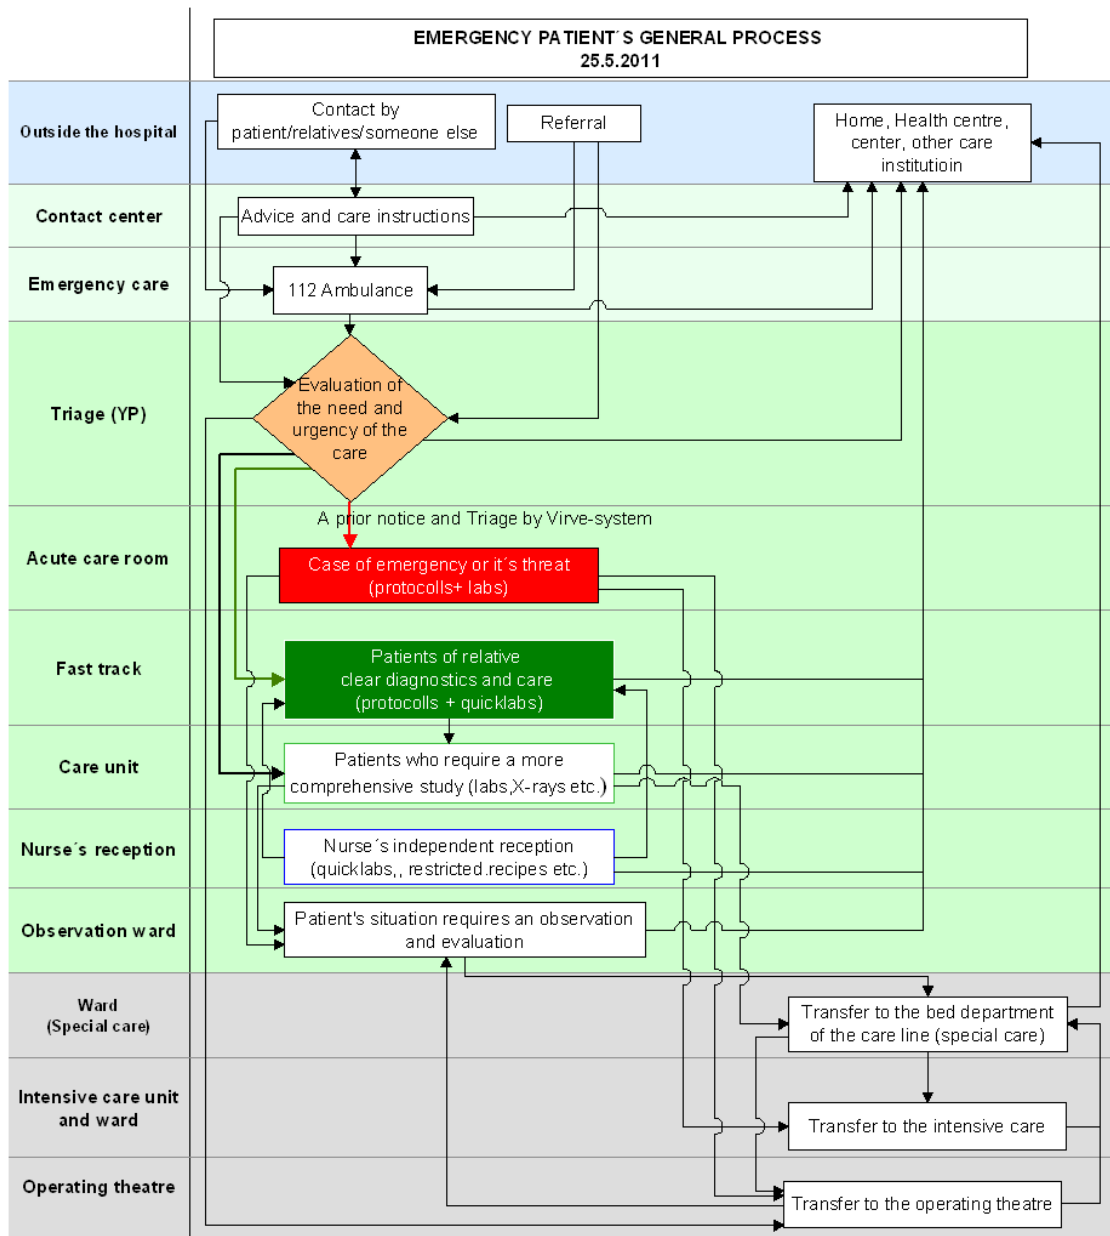 EMERGENCY PATIENT´S GENERAL PROCESS
25.5.2011
Outside the hospital
Contact by
patient/relatives/someone else
Referral
Home, Health centre,
center, other care
institutioin
Contact center
Advice and care instructions
Emergency care
112 Ambulance
Triage (YP)
Evaluation of
the need and
urgency of the
care
A prior notice and Triage by Virve-system
Acute care room
Case of emergency or it´s threat
(protocolls+ labs)
Fast track
Patients of relative
clear diagnostics and care
(protocolls + quicklabs)
Care unit
Patients who require a more
comprehensive study (labs,X-rays etc.)
Nurse´s reception
Nurse´s independent reception
(quicklabs,, restricted.recipes etc.)
Observation ward
Patient's situation requires an observation
and evaluation
Ward
(Special care)
Transfer to the bed department
of the care line (special care)
Intensive care unit
and ward
Transfer to the intensive care
Operating theatre
Transfer to the operating theatre